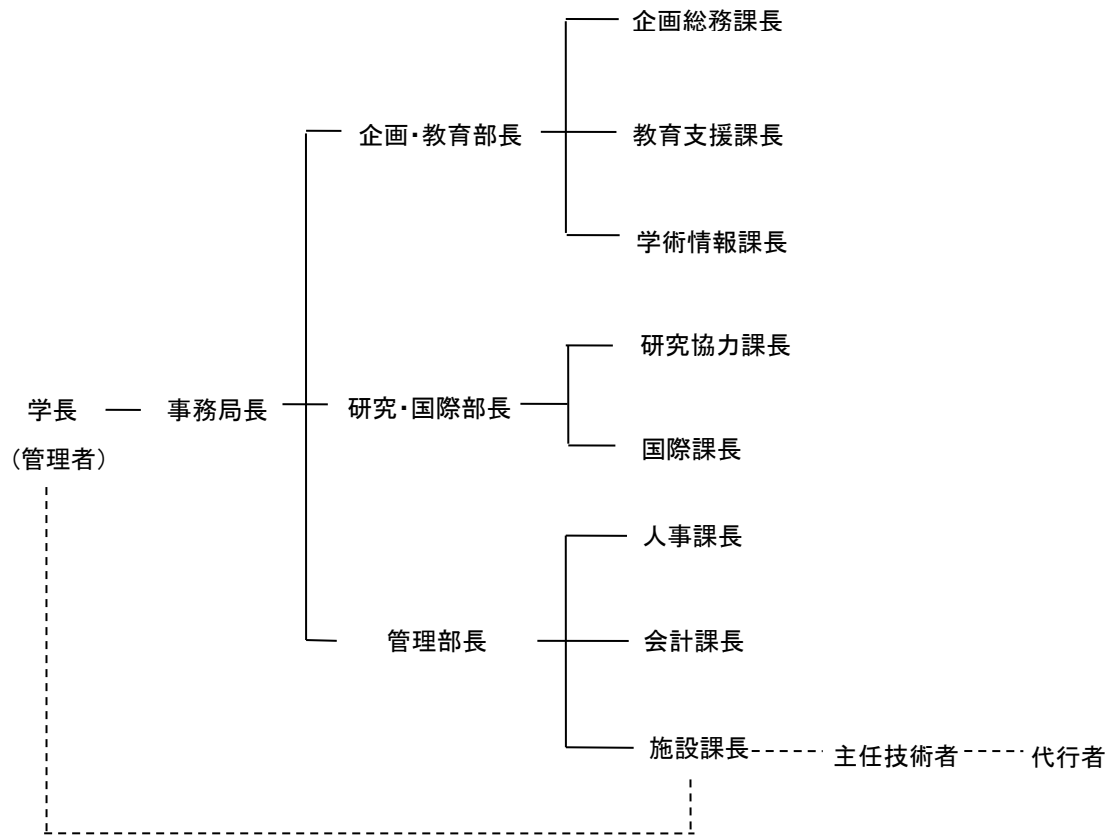 企画総務課長
企画・教育部長
教育支援課長
学術情報課長
研究協力課長
学長
事務局長
研究・国際部長
（管理者）
国際課長
人事課長
管理部長
会計課長
施設課長
主任技術者
代行者